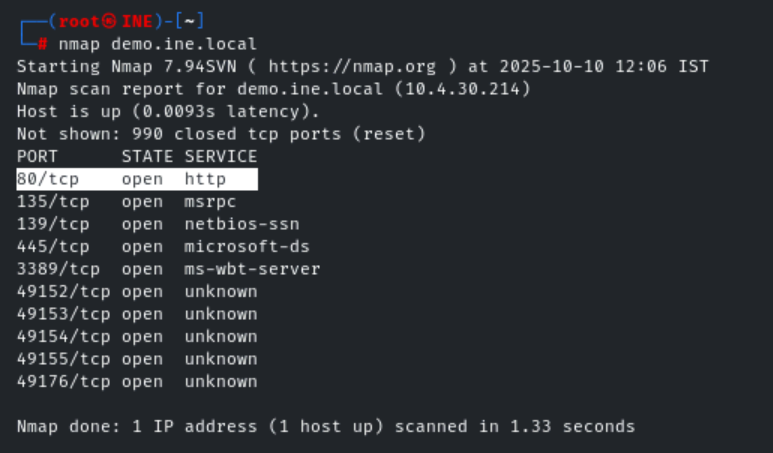 ┌──(root㉿INE)-[~]
└─# nmap demo.ine.local
Starting Nmap 7.94SVN ( https://nmap.org ) at 2025-10-10 12:06 IST
Nmap scan report for demo.ine.local (10.4.30.214)
Host is up (0.0093s latency).
Not shown: 990 closed tcp ports (reset)
PORT      STATE SERVICE
80/tcp    open  http
135/tcp   open  msrpc
139/tcp   open  netbios-ssn
445/tcp   open  microsoft-ds
3389/tcp  open  ms-wbt-server
49152/tcp open  unknown
49153/tcp open  unknown
49154/tcp open  unknown
49155/tcp open  unknown
49176/tcp open  unknown
Nmap done: 1 IP address (1 host up) scanned in 1.33 seconds